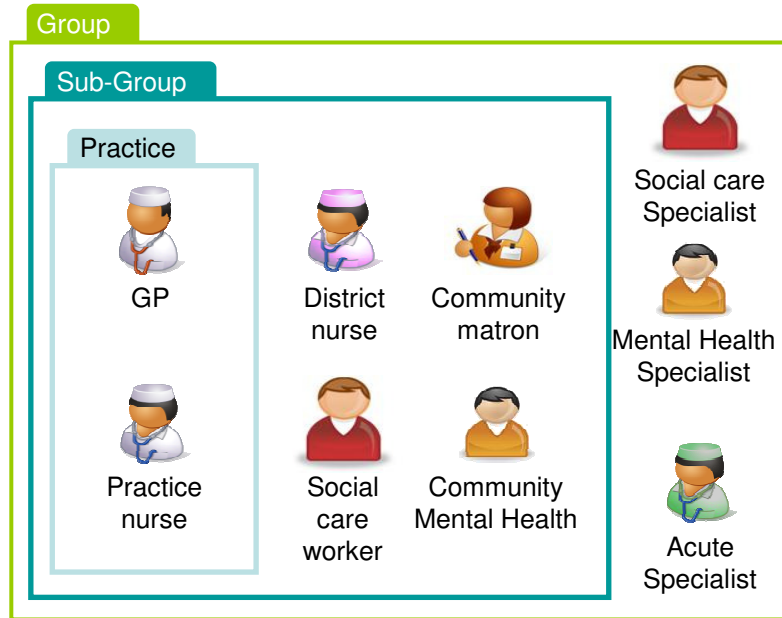 Group
Sub-Group
Practice
GP
Practice
nurse
District
nurse
Community
matron
Social
care
worker
Community
Mental Health
Social care
Specialist
Mental Health
Specialist
Acute
Specialist